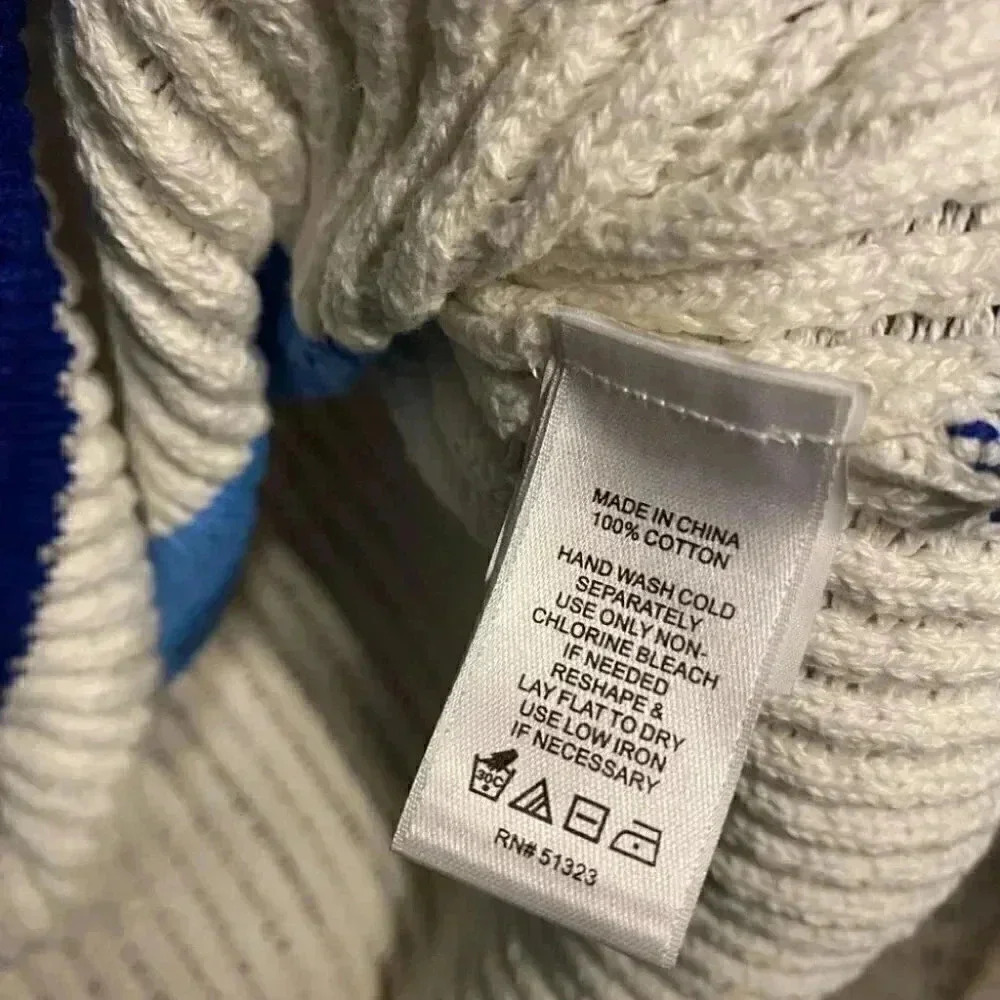 MADE IN CHINA
100% COTTON
HAND WASH COLD
SEPARATELY
USE ONLY NON-
CHLORINE BLEACH
IF NEEDED
RESHAPE &
LAY FLAT TO DRY
USE LOW IRON
IF NECESSARY
30C
RN# 51323